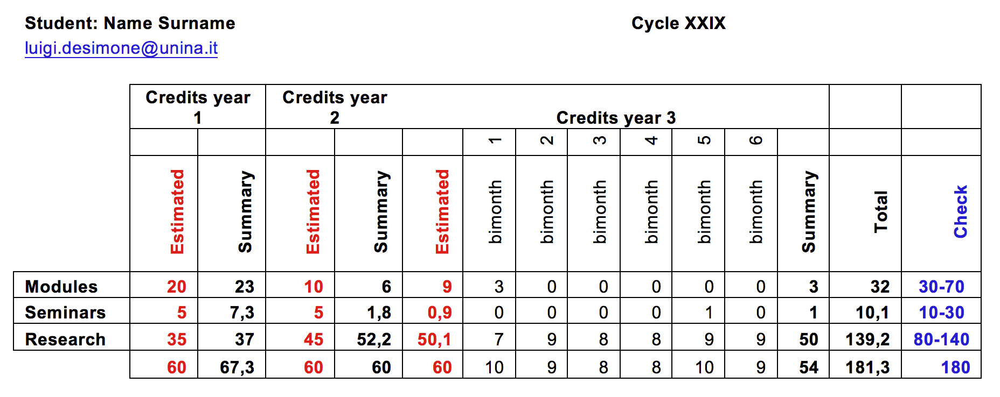 Student: Name Surname Cycle XXIX
luigi.desimone@unina.it
Credits year 1 Credits year 2 Credits year 3
1 2 3 4 5 6
Estimated Summary Estimated Summary Estimated bimonth bimonth bimonth bimonth bimonth bimonth Summary Total Check
Modules 20 23 10 6 9 3 0 0 0 0 0 3 32 30-70
Seminars 5 7,3 5 1,8 0,9 0 0 0 0 1 0 1 10,1 10-30
Research 35 37 45 52,2 50,1 7 9 8 8 9 9 50 139,2 80-140
60 67,3 60 60 60 10 9 8 8 10 9 54 181,3 180